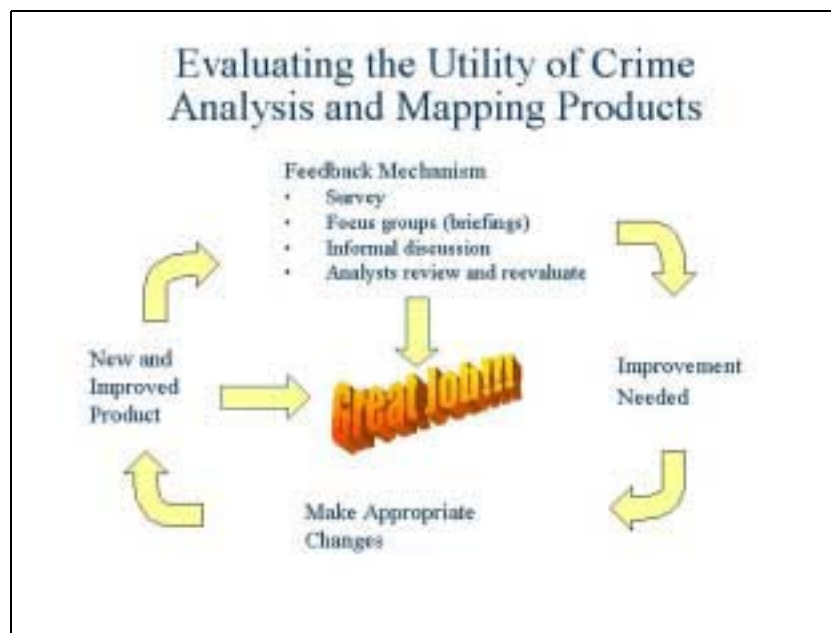 Evaluating the Utility of Crime
Analysis and Mapping Products
Feedback Mechanism
• Survey
• Focus groups (briefings)
• Informal discussion
• Analysts review and reevaluate
New and
Improved
Product
Great Job!!!
Improvement
Needed
Make Appropriate
Changes